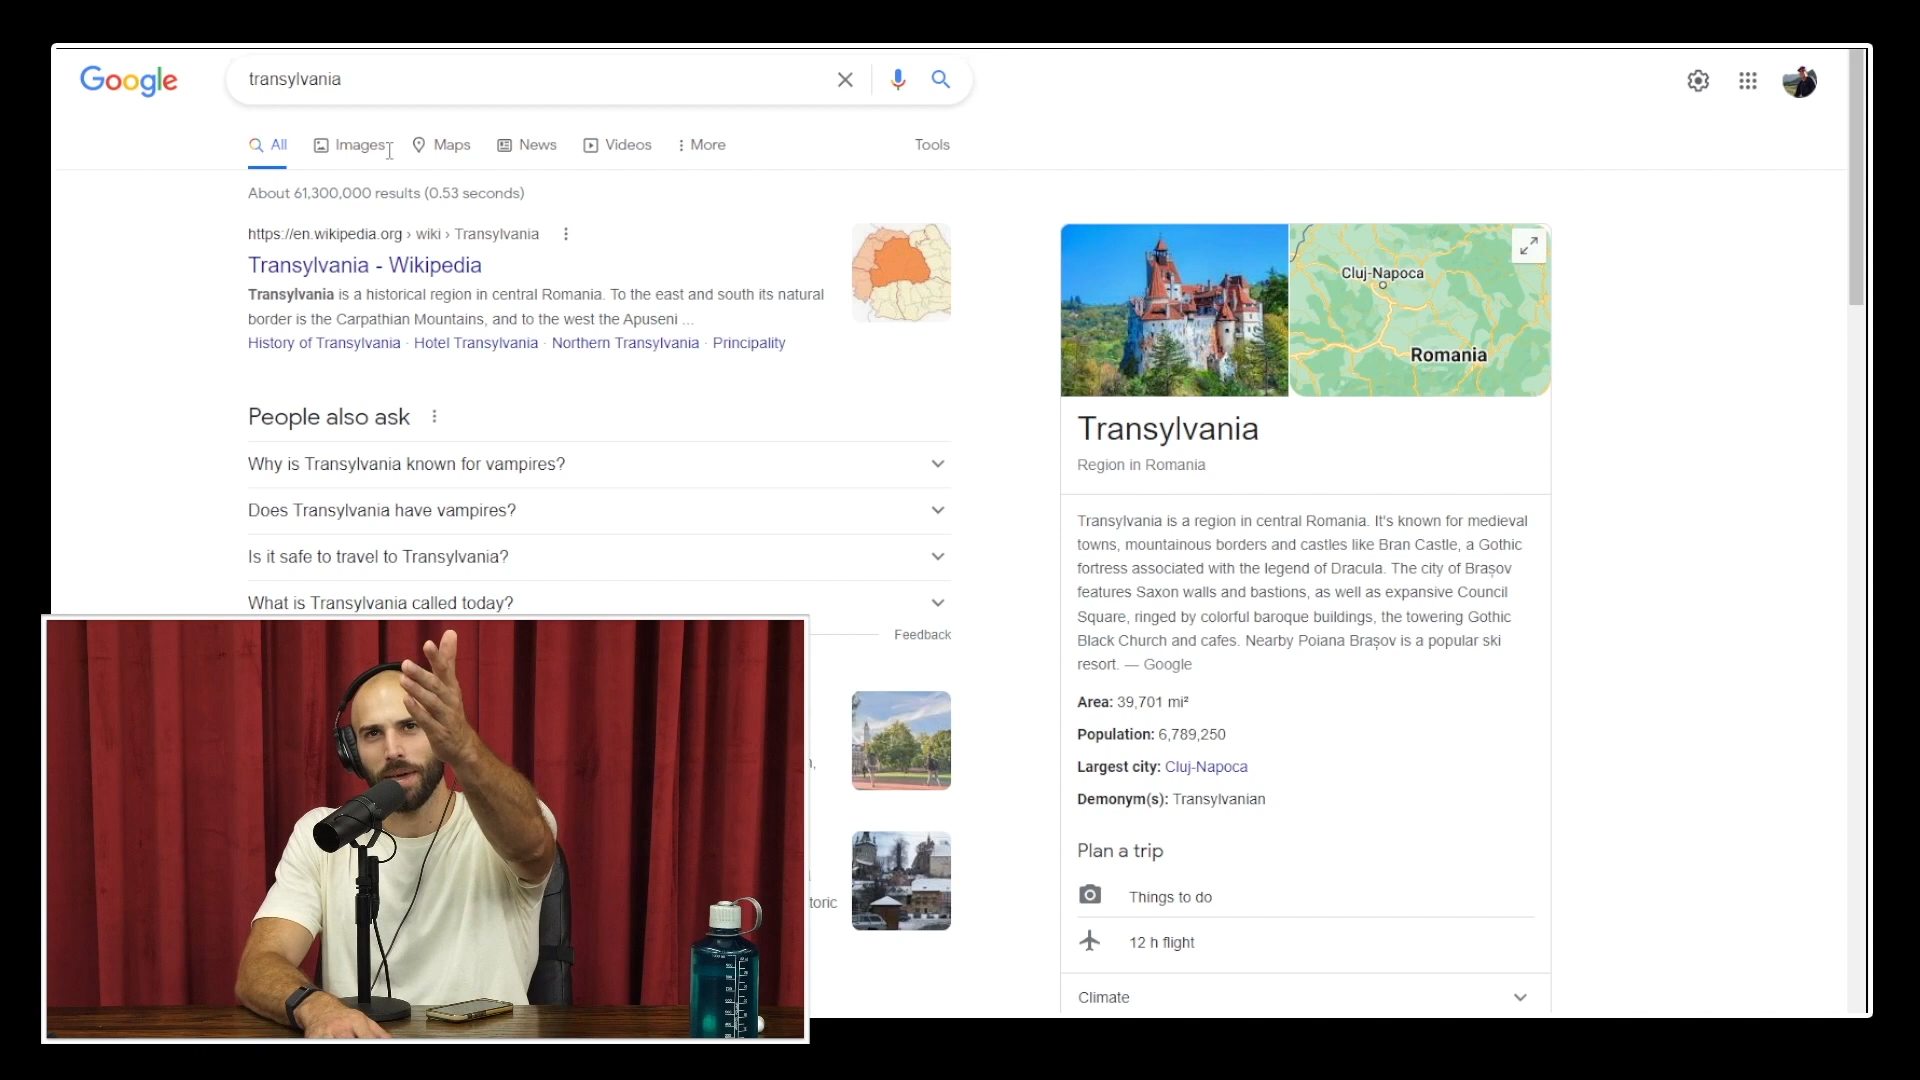 Google
transylvania
All
Images
Maps
News
Videos
More
Tools
About 61,300,000 results (0.53 seconds)
https://en.wikipedia.org › wiki › Transylvania
Transylvania - Wikipedia
Transylvania is a historical region in central Romania. To the east and south its natural
border is the Carpathian Mountains, and to the west the Apuseni ...
History of Transylvania · Hotel Transylvania · Northern Transylvania · Principality
People also ask
Why is Transylvania known for vampires?
Does Transylvania have vampires?
Is it safe to travel to Transylvania?
What is Transylvania called today?
Feedback
toric
Cluj-Napoca
Romania
Transylvania
Region in Romania
Transylvania is a region in central Romania. It's known for medieval
towns, mountainous borders and castles like Bran Castle, a Gothic
fortress associated with the legend of Dracula. The city of Brașov
features Saxon walls and bastions, as well as expansive Council
Square, ringed by colorful baroque buildings, the towering Gothic
Black Church and cafes. Nearby Poiana Brașov is a popular ski
resort. — Google
Area: 39,701 mi²
Population: 6,789,250
Largest city: Cluj-Napoca
Demonym(s): Transylvanian
Plan a trip
Things to do
12 h flight
Climate